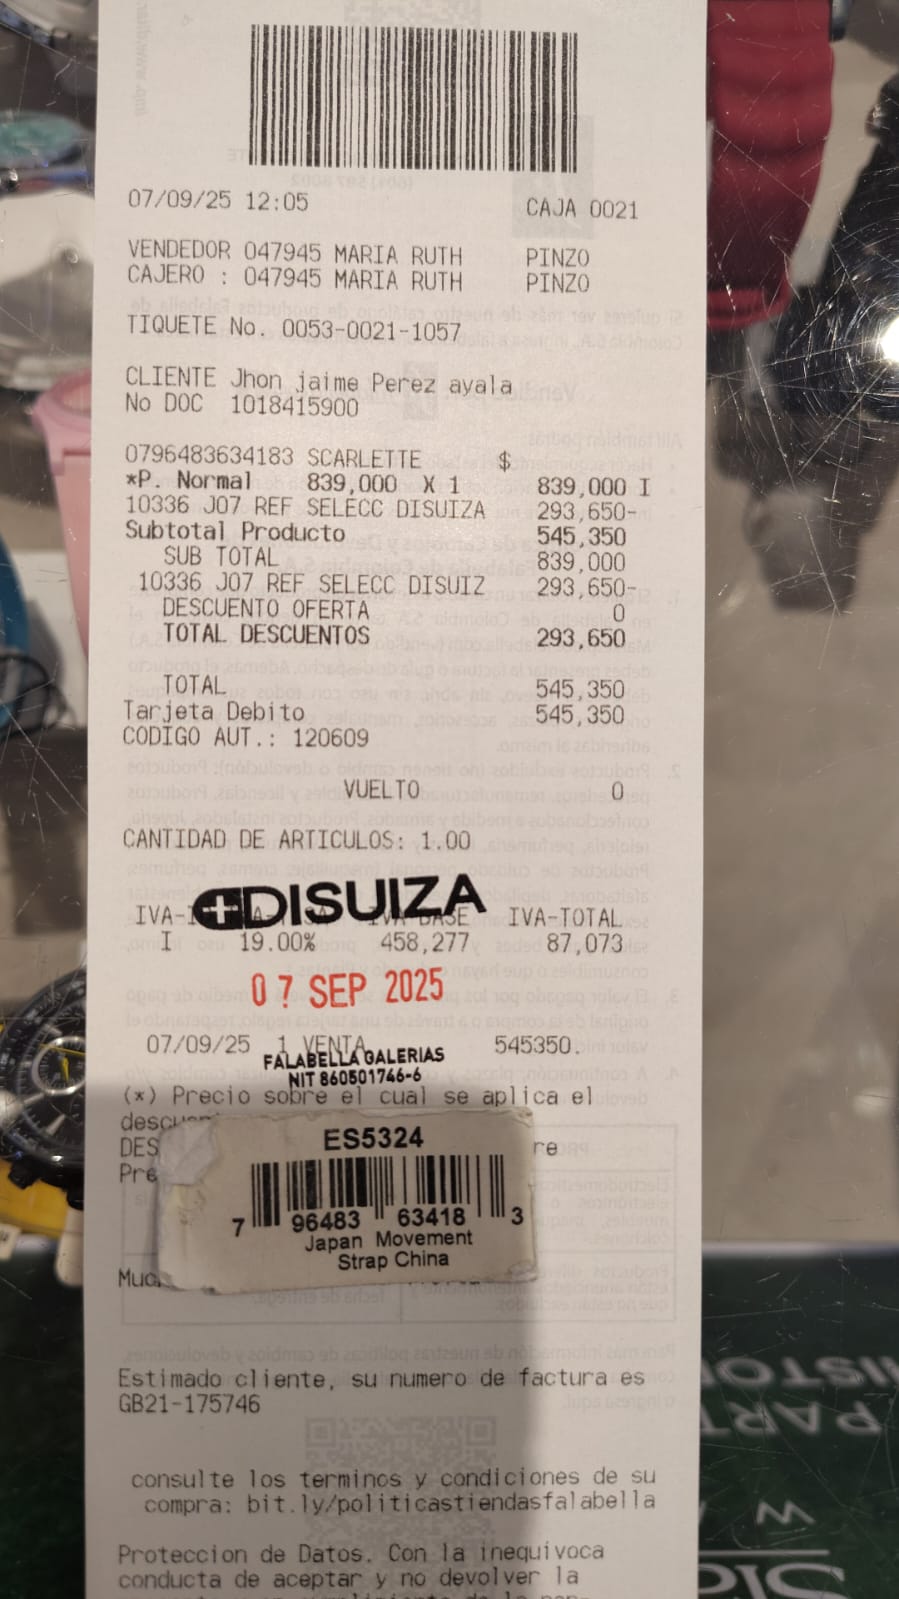 07/09/25 12:05 CAJA 0021
VENDEDOR 047945 MARIA RUTH PINZO
CAJERO : 047945 MARIA RUTH PINZO
TIQUETE No. 0053-0021-1057
CLIENTE Jhon jaime Perez ayala
No DOC 1018415900
0796483634183 SCARLETTE $
*P. Normal 839,000 X 1 839,000 I
10336 J07 REF SELECC DISUIZA 293,650-
Subtotal Producto 545,350
SUB TOTAL 839,000
10336 J07 REF SELECC DISUIZ 293,650-
DESCUENTO OFERTA 0
TOTAL DESCUENTOS 293,650
TOTAL 545,350
Tarjeta Debito 545,350
CODIGO AUT.: 120609
VUELTO 0
CANTIDAD DE ARTICULOS: 1.00
DISUIZA
IVA- IVA-BASE IVA-TOTAL
I 19.00% 458,277 87,073
07 SEP 2025
07/09/25 1 VENTA 545350.
FALABELLA GALERIAS
NIT 860501746-6
(*) Precio sobre el cual se aplica el
DES re
Pre
ES5324
7 96483 63418 3
Japan Movement
Strap China
Estimado cliente, su numero de factura es
GB21-175746
consulte los terminos y condiciones de su
compra: bit.ly/politicastiendasfalabella
Proteccion de Datos. Con la inequivoca
conducta de aceptar y no devolver la